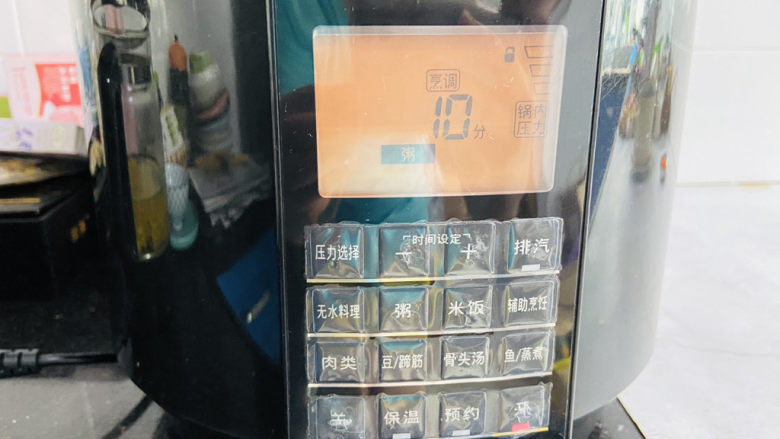 烹调
10分
锅内
压力
粥
时间设定
压力选择 - + 排汽
无水料理 粥 米饭 辅助烹饪
肉类 豆/蹄筋 骨头汤 鱼/蒸煮
关 保温 预约 开